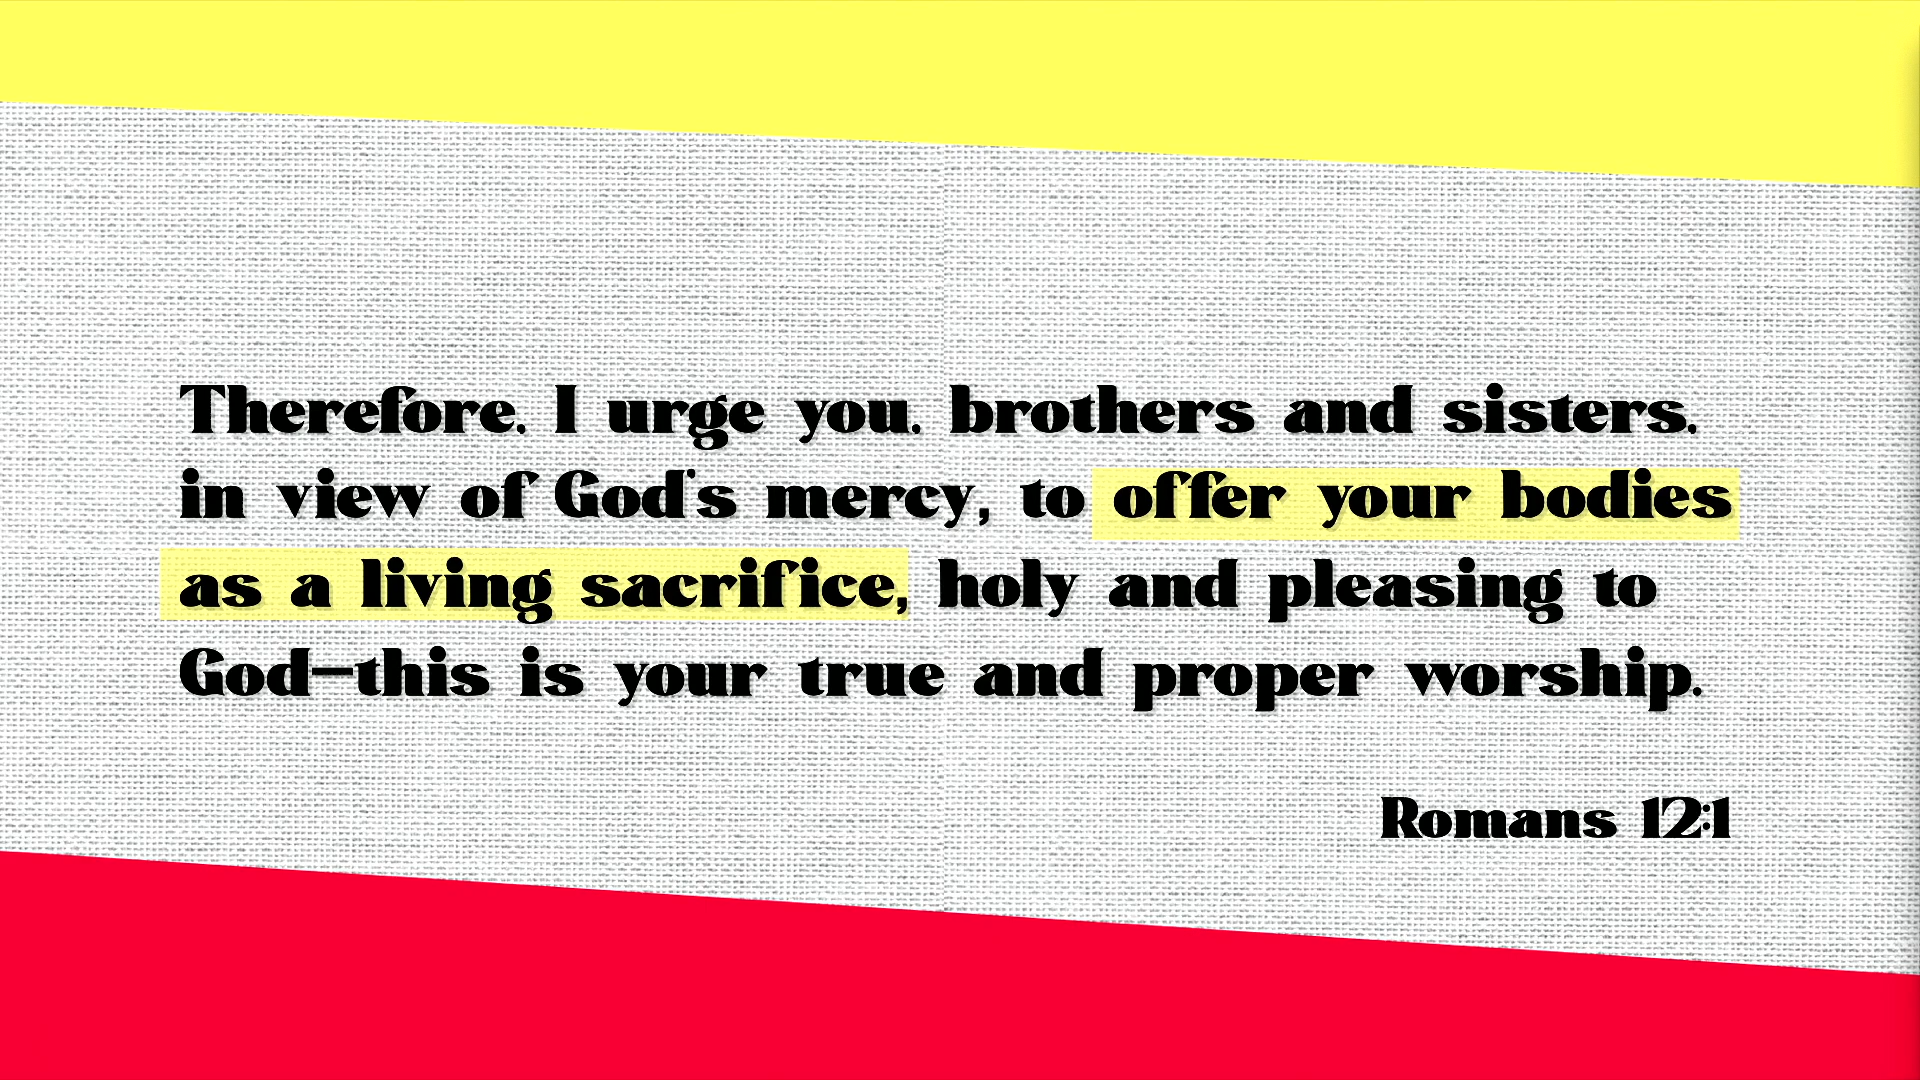 Therefore, I urge you, brothers and sisters,
in view of God's mercy, to offer your bodies
as a living sacrifice, holy and pleasing to
God—this is your true and proper worship.
Romans 12:1